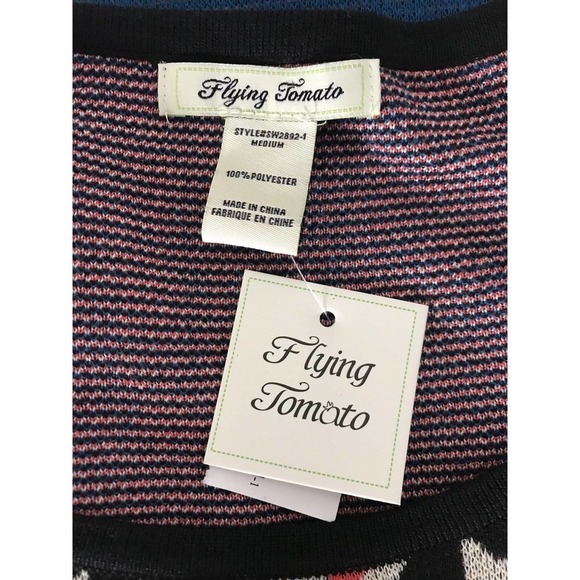 Flying Tomato
STYLE#SW2892-1
MEDIUM
100% POLYESTER
MADE IN CHINA
FABRIQUE EN CHINE
Flying
Tomato